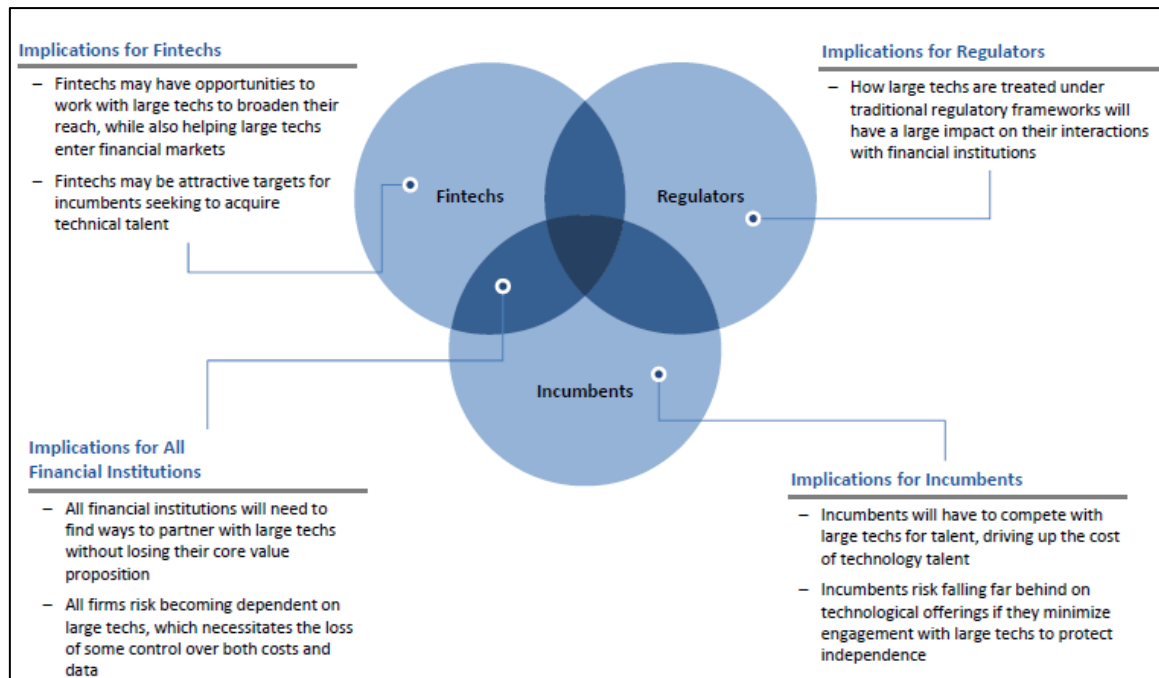 Implications for Fintechs
– Fintechs may have opportunities to
work with large techs to broaden their
reach, while also helping large techs
enter financial markets
– Fintechs may be attractive targets for
incumbents seeking to acquire
technical talent
Implications for Regulators
– How large techs are treated under
traditional regulatory frameworks will
have a large impact on their interactions
with financial institutions
Fintechs
Regulators
Incumbents
Implications for All
Financial Institutions
– All financial institutions will need to
find ways to partner with large techs
without losing their core value
proposition
– All firms risk becoming dependent on
large techs, which necessitates the loss
of some control over both costs and
data
Implications for Incumbents
– Incumbents will have to compete with
large techs for talent, driving up the cost
of technology talent
– Incumbents risk falling far behind on
technological offerings if they minimize
engagement with large techs to protect
independence